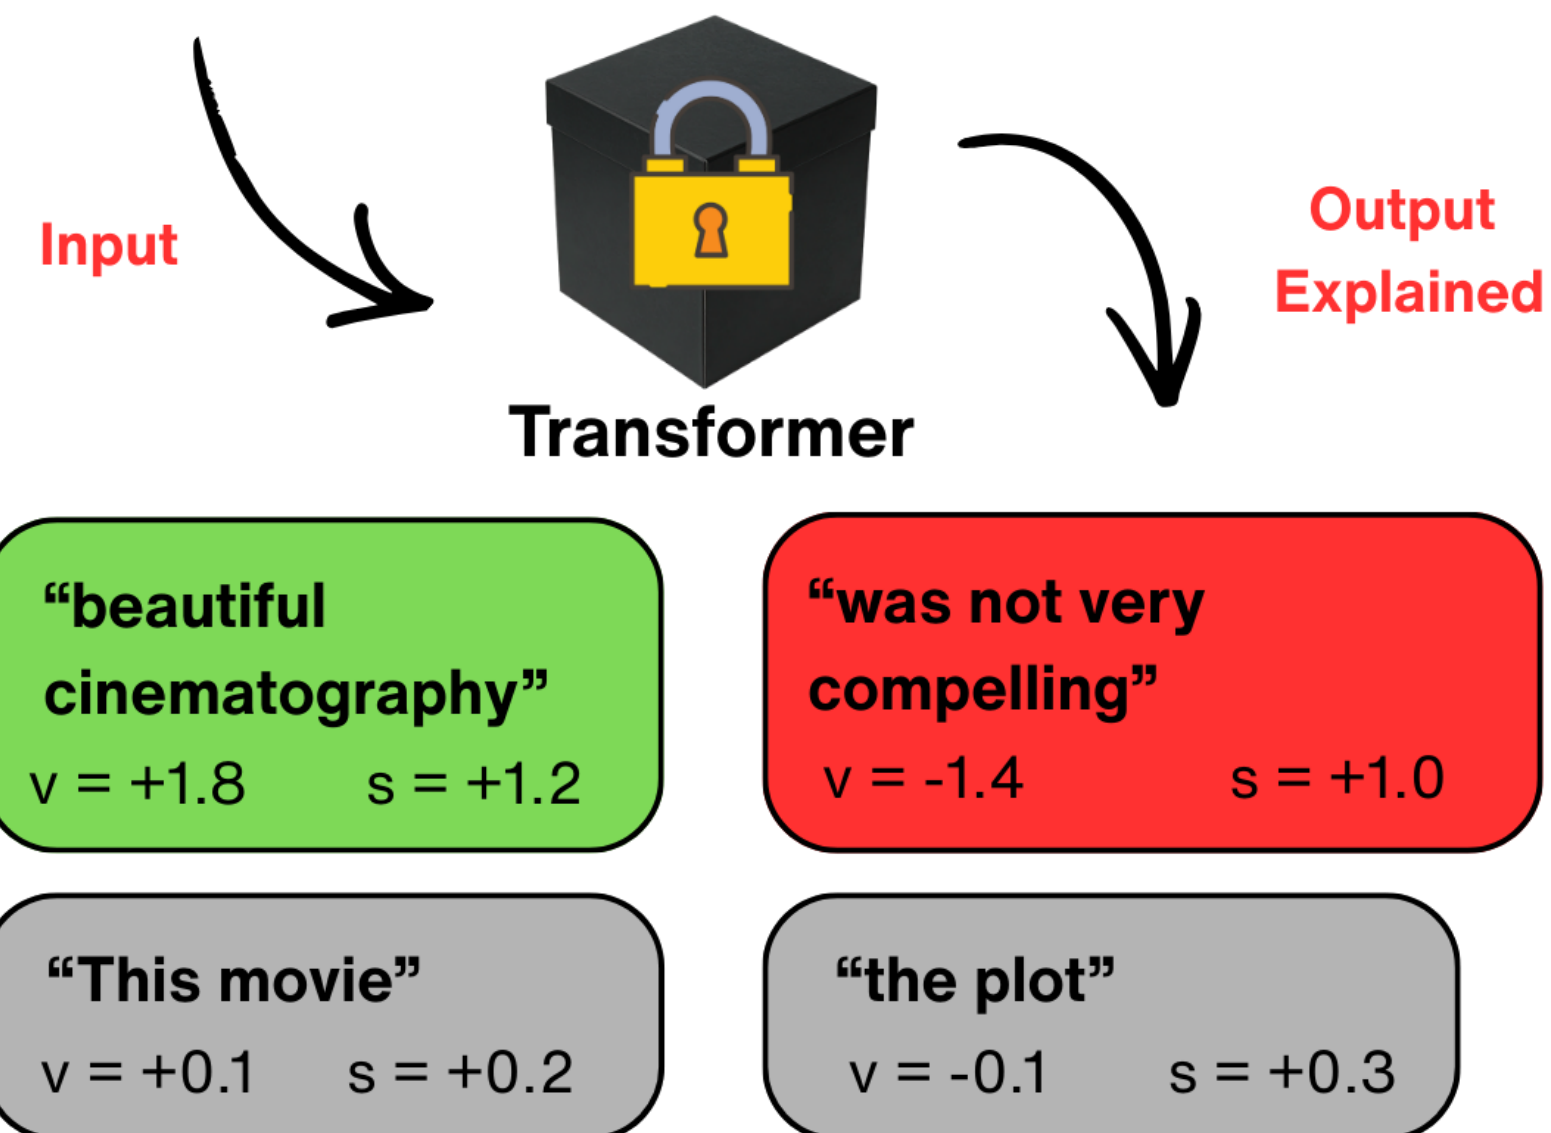 Input
Output
Explained
Transformer
“beautiful
cinematography”
v = +1.8 s = +1.2
“was not very
compelling”
v = -1.4 s = +1.0
“This movie”
v = +0.1 s = +0.2
“the plot”
v = -0.1 s = +0.3